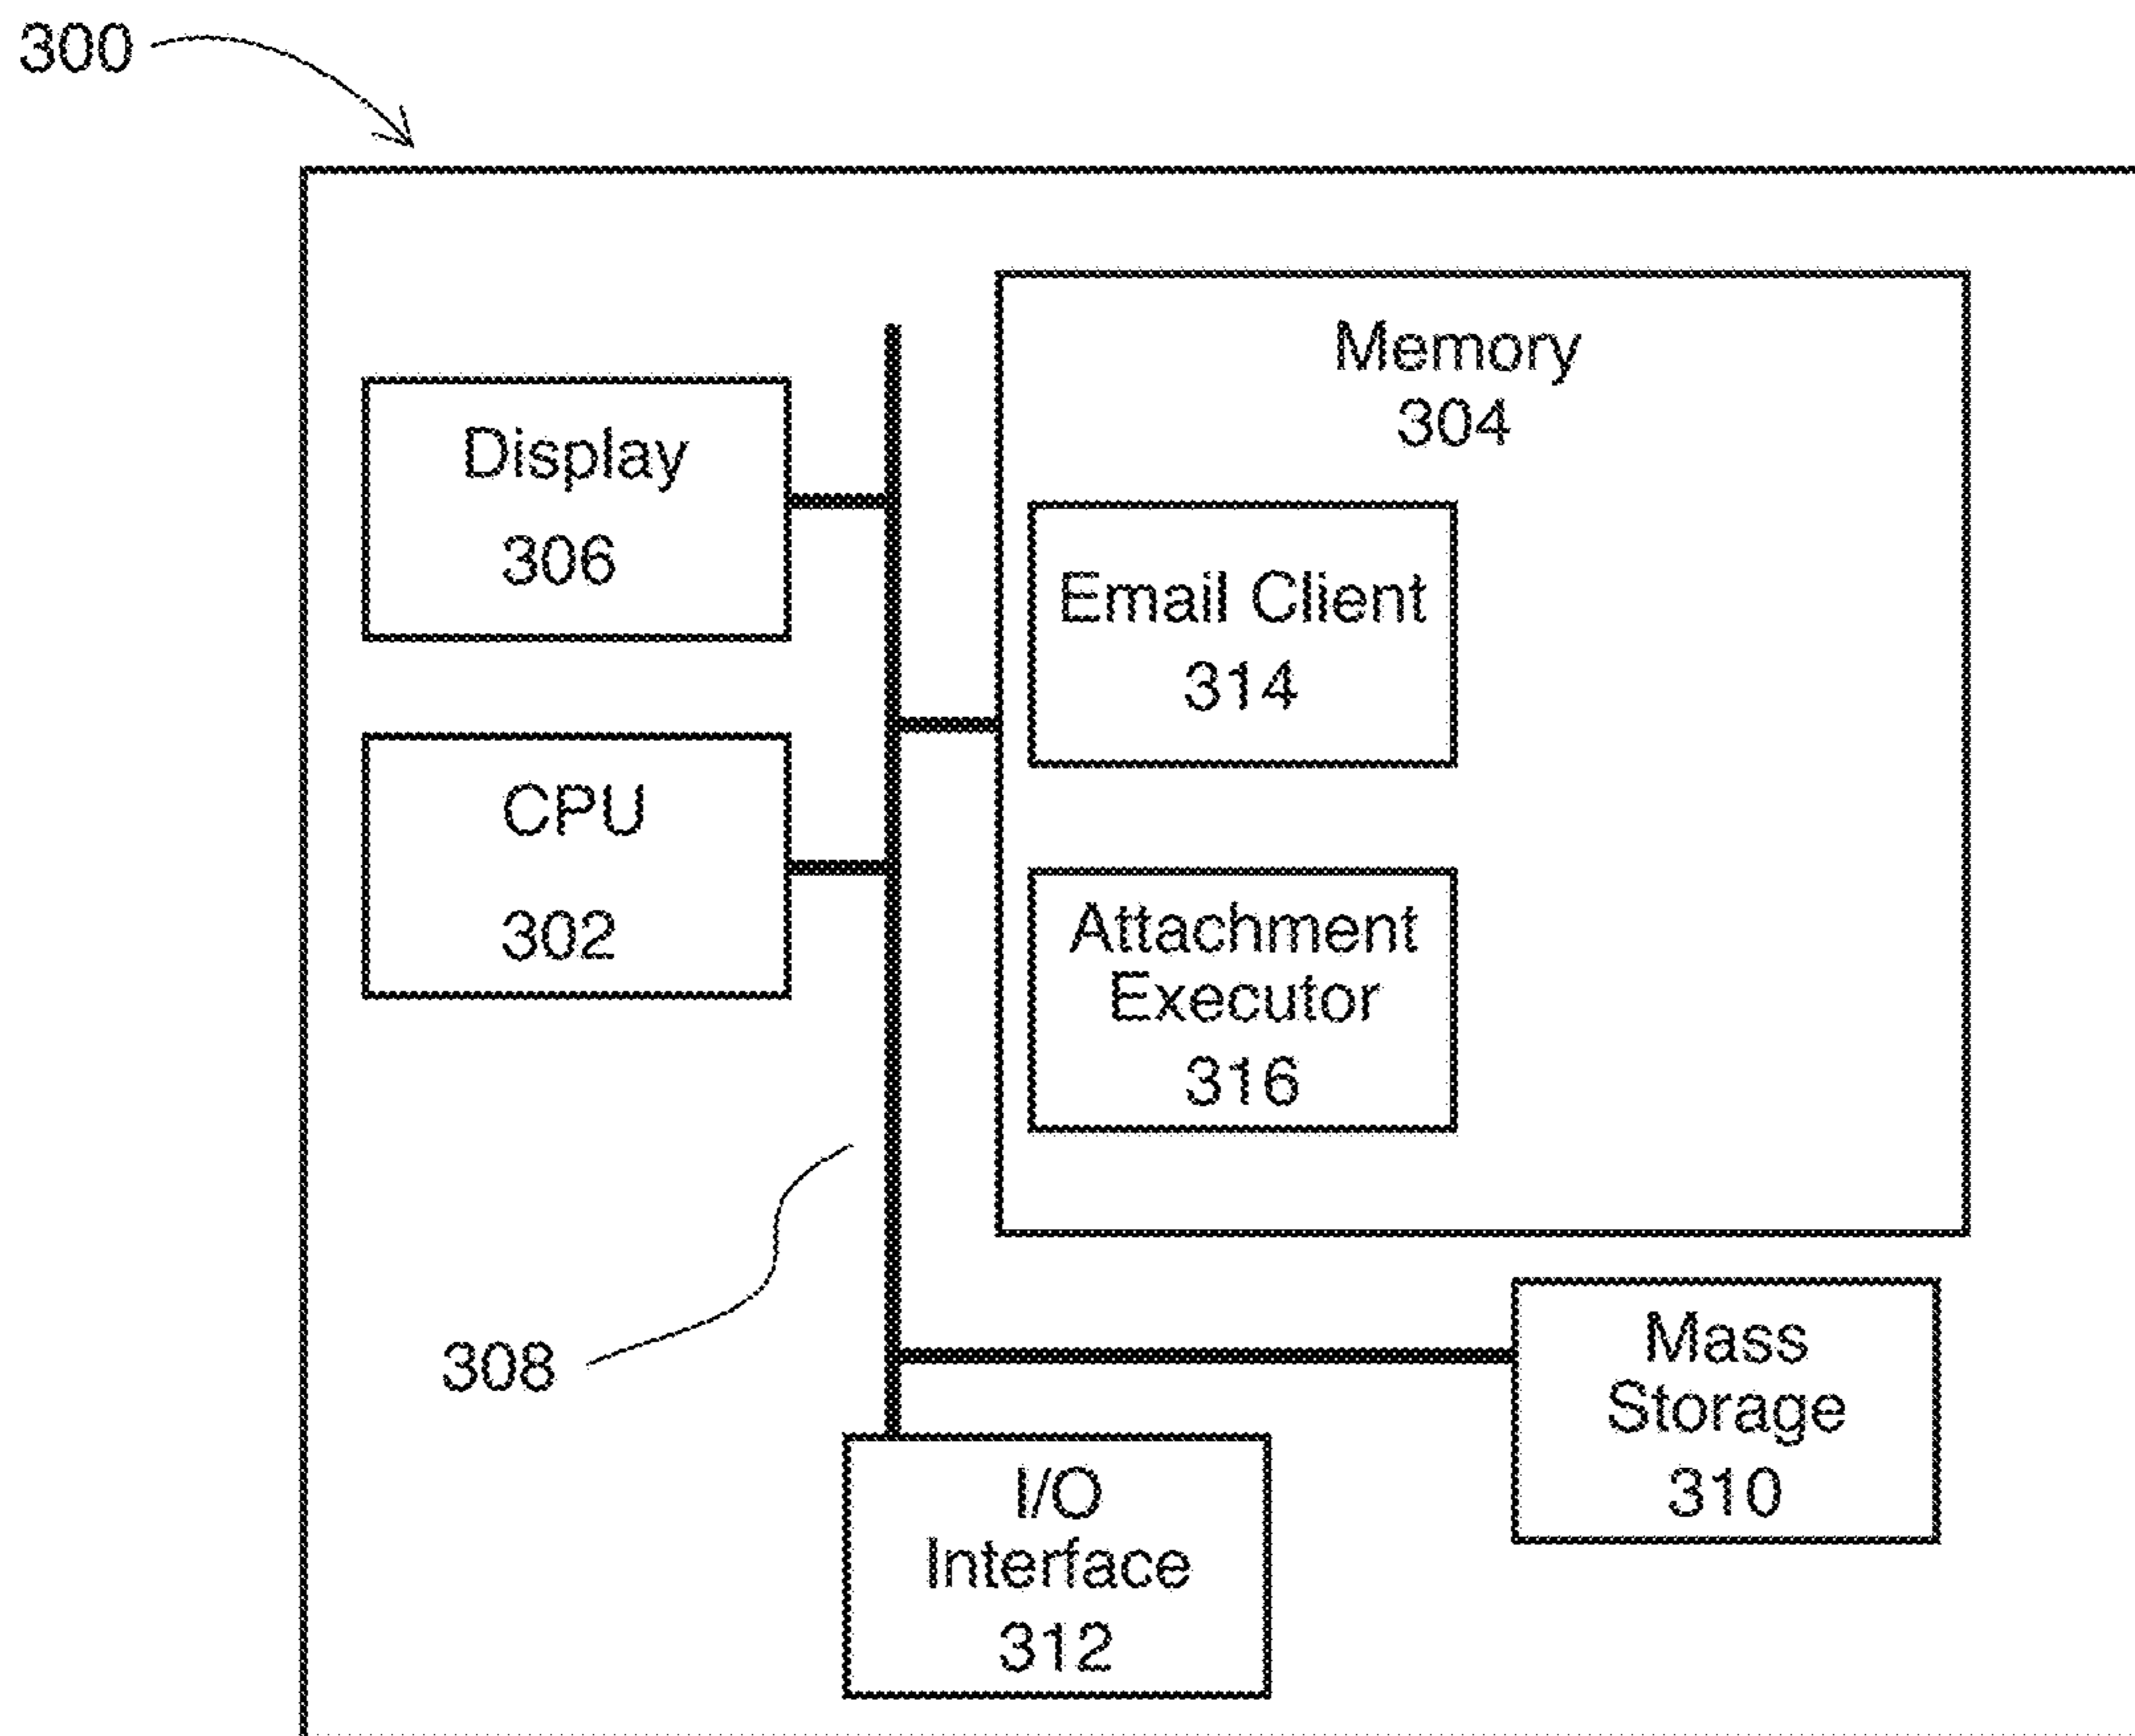 300
Memory
304
Display
306
Email Client
314
CPU
302
Attachment
Executor
316
308
Mass
Storage
310
I/O
Interface
312